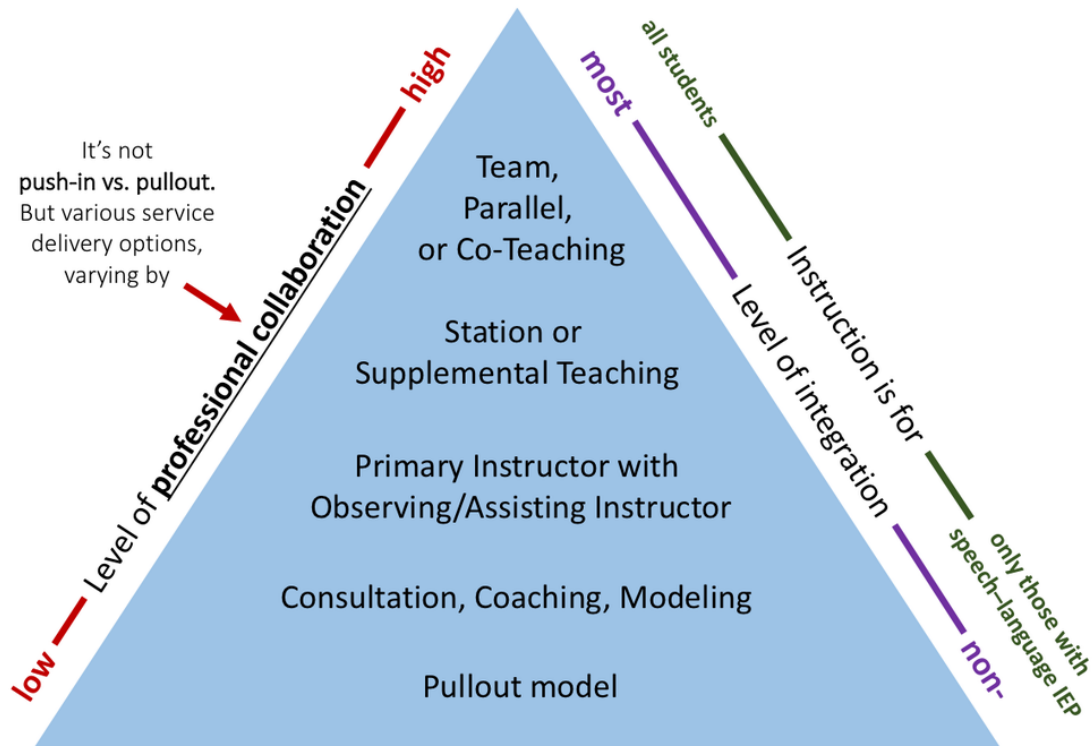 It's not
push-in vs. pullout.
But various service
delivery options,
varying by
low — Level of professional collaboration — high
Team,
Parallel,
or Co-Teaching
Station or
Supplemental Teaching
Primary Instructor with
Observing/Assisting Instructor
Consultation, Coaching, Modeling
Pullout model
most — Level of integration — non-
all students — Instruction is for — only those with
speech–language IEP